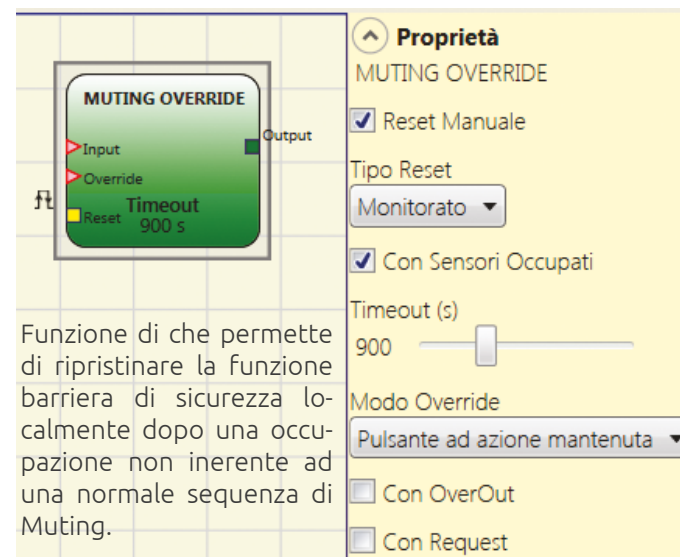 MUTING OVERRIDE
Input
Output
Override
Reset
Timeout
900 s
Funzione di che permette
di ripristinare la funzione
barriera di sicurezza lo-
calmente dopo una occu-
pazione non inerente ad
una normale sequenza di
Muting.
Proprietà
MUTING OVERRIDE
Reset Manuale
Tipo Reset
Monitorato
Con Sensori Occupati
Timeout (s)
900
Modo Override
Pulsante ad azione mantenuta
Con OverOut
Con Request